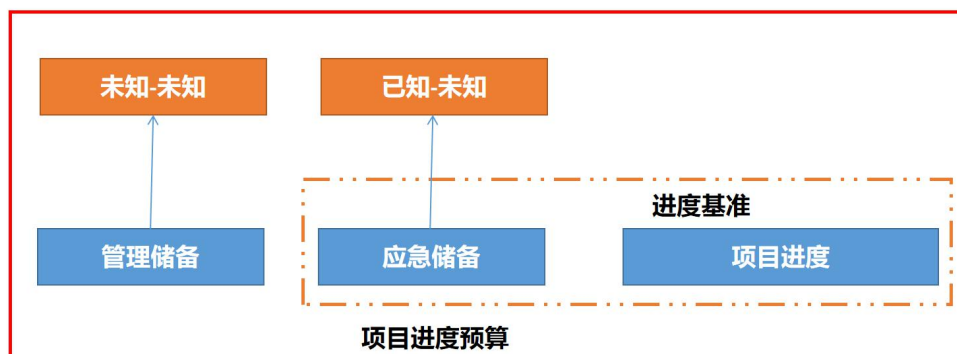 未知-未知
已知-未知
进度基准
管理储备
应急储备
项目进度
项目进度预算